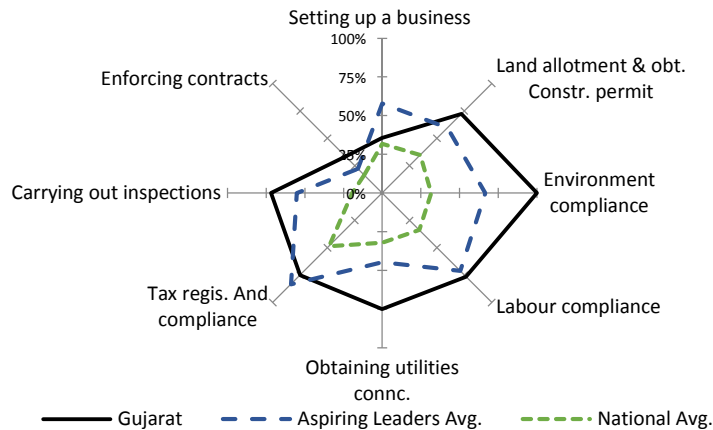 Setting up a business
100%
Land allotment & obt.
Constr. permit
75%
Enforcing contracts
50%
25%
Carrying out inspections
0%
Environment
compliance
Tax regis. And
compliance
Labour compliance
Obtaining utilities
connc.
Gujarat Aspiring Leaders Avg. National Avg.